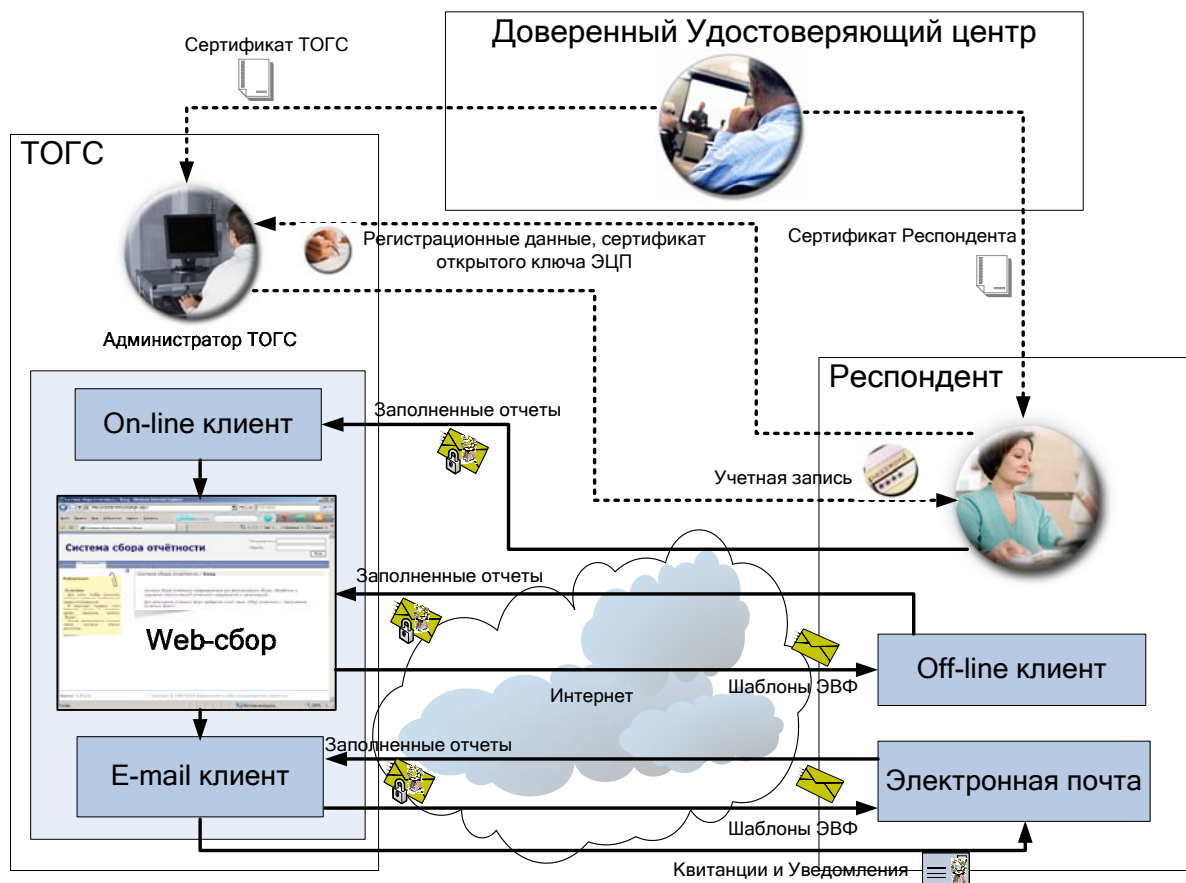 Доверенный Удостоверяющий центр
Сертификат ТОГС
ТОГС
Регистрационные данные, сертификат
открытого ключа ЭЦП
Сертификат Респондента
Администратор ТОГС
Респондент
On-line клиент
Заполненные отчеты
Учетная запись
Система сбора отчётности
Web-сбор
Заполненные отчеты
Интернет
Шаблоны ЭВФ
Off-line клиент
Заполненные отчеты
E-mail клиент
Электронная почта
Шаблоны ЭВФ
Квитанции и Уведомления